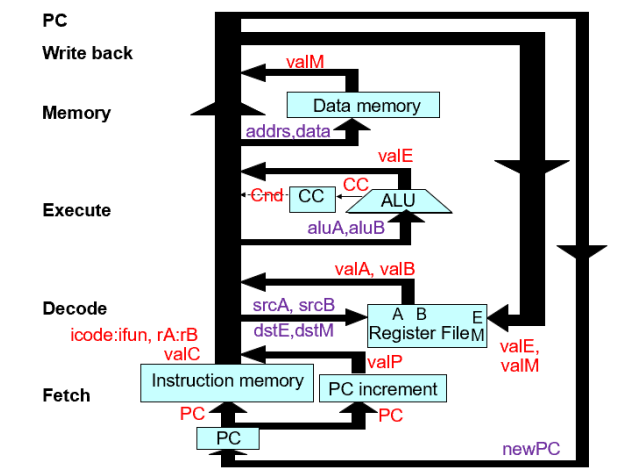 PC
Write back
valM
Memory
Data memory
addrs,data
valE
Cnd
CC
CC
ALU
Execute
aluA,aluB
valA, valB
Decode
srcA, srcB
dstE,dstM
A B E
Register File M
icode:ifun, rA:rB
valC
valP
valE,
valM
Instruction memory
PC increment
Fetch
PC
PC
PC
newPC